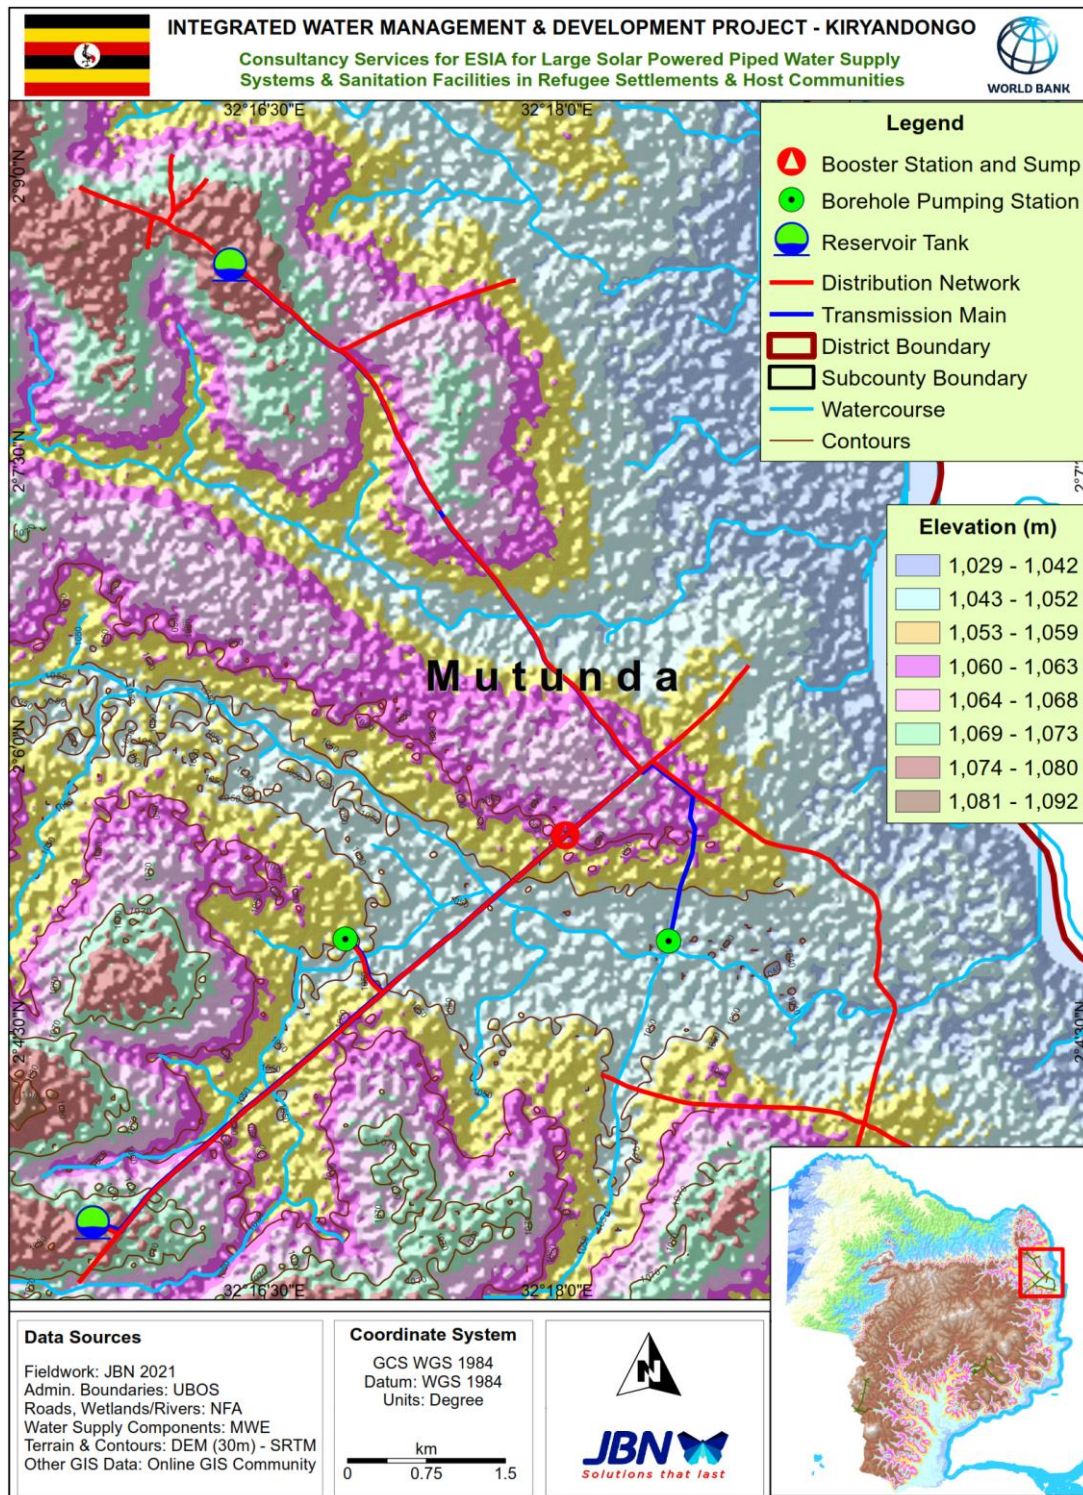 INTEGRATED WATER MANAGEMENT & DEVELOPMENT PROJECT - KIRYANDONGO
Consultancy Services for ESIA for Large Solar Powered Piped Water Supply
Systems & Sanitation Facilities in Refugee Settlements & Host Communities
WORLD BANK
32°16'30"E
32°18'0"E
Legend
Booster Station and Sump
Borehole Pumping Station
Reservoir Tank
Distribution Network
Transmission Main
District Boundary
Subcounty Boundary
Watercourse
Contours
2°9'0"N
2°7'30"N
2°7'
Elevation (m)
1,029 - 1,042
1,043 - 1,052
1,053 - 1,059
1,060 - 1,063
1,064 - 1,068
1,069 - 1,073
1,074 - 1,080
1,081 - 1,092
Mutunda
2°6'0"N
2°4'30"N
2°4'30"N
32°16'30"E
32°18'0"E
Data Sources
Fieldwork: JBN 2021
Admin. Boundaries: UBOS
Roads, Wetlands/Rivers: NFA
Water Supply Components: MWE
Terrain & Contours: DEM (30m) - SRTM
Other GIS Data: Online GIS Community
Coordinate System
GCS WGS 1984
Datum: WGS 1984
Units: Degree
km
0 0.75 1.5
N
JBN
Solutions that last